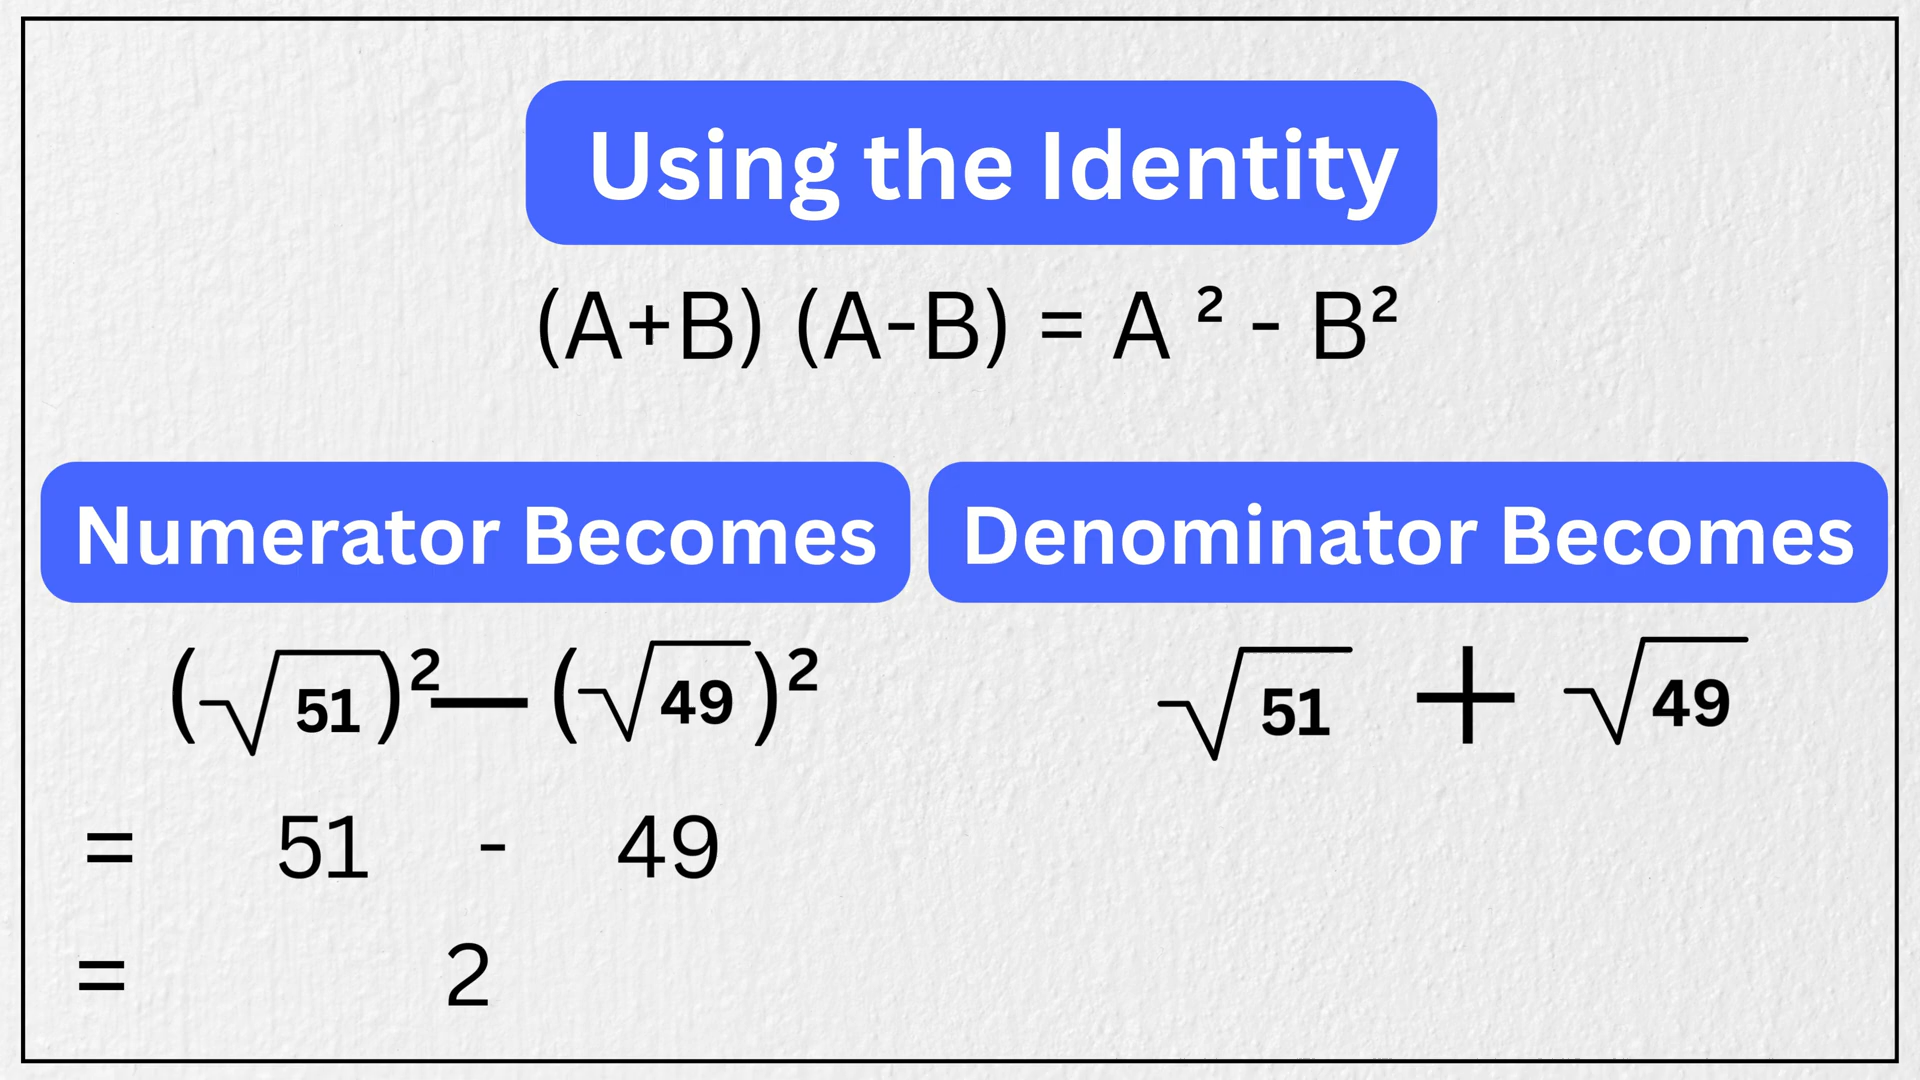 Using the Identity
(A+B) (A-B) = A ² - B²
Numerator Becomes
Denominator Becomes
(√51)² — (√49)²
√51 + √49
= 51 - 49
= 2